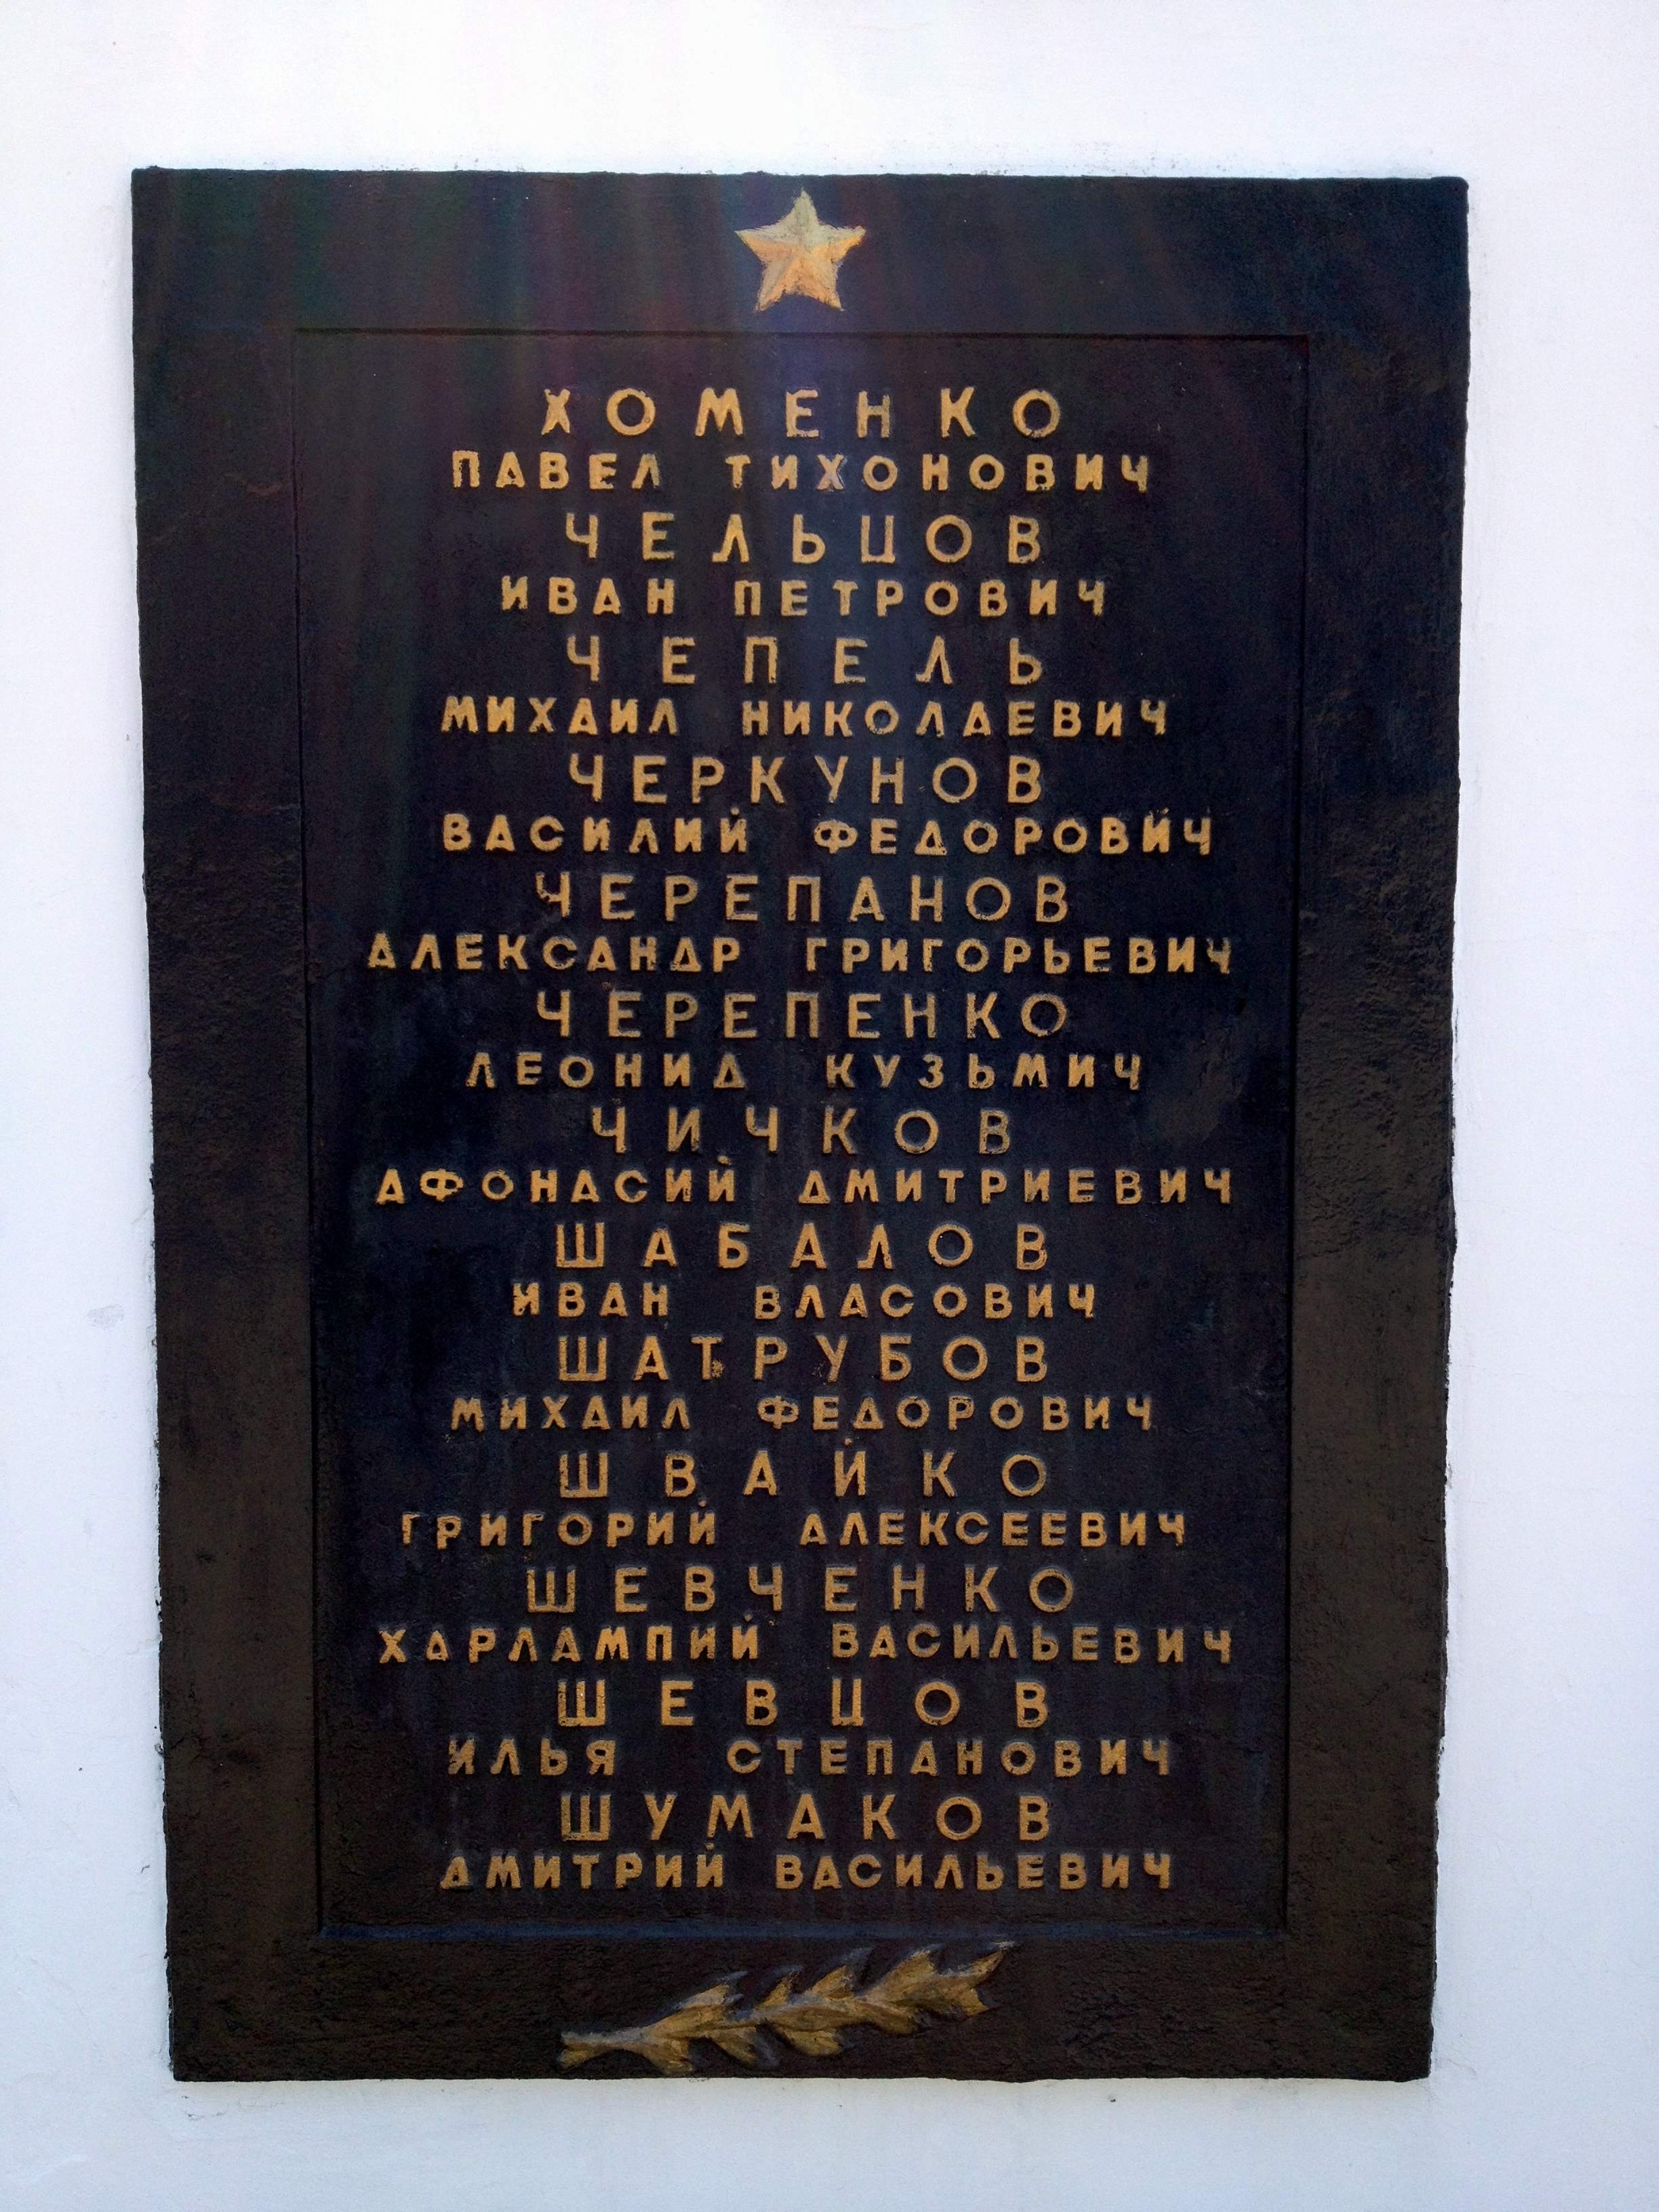 ХОМЕНКО
ПАВЕЛ ТИХОНОВИЧ
ЧЕЛЬЦОВ
ИВАН ПЕТРОВИЧ
ЧЕПЕЛЬ
МИХАИЛ НИКОЛАЕВИЧ
ЧЕРКУНОВ
ВАСИЛИЙ ФЕДОРОВИЧ
ЧЕРЕПАНОВ
АЛЕКСАНДР ГРИГОРЬЕВИЧ
ЧЕРЕПЕНКО
ЛЕОНИД КУЗЬМИЧ
ЧИЧКОВ
АФОНАСИЙ ДМИТРИЕВИЧ
ШАБАЛОВ
ИВАН ВЛАСОВИЧ
ШАТРУБОВ
МИХАИЛ ФЕДОРОВИЧ
ШВАЙКО
ГРИГОРИЙ АЛЕКСЕЕВИЧ
ШЕВЧЕНКО
ХАРЛАМПИЙ ВАСИЛЬЕВИЧ
ШЕВЦОВ
ИЛЬЯ СТЕПАНОВИЧ
ШУМАКОВ
ДМИТРИЙ ВАСИЛЬЕВИЧ